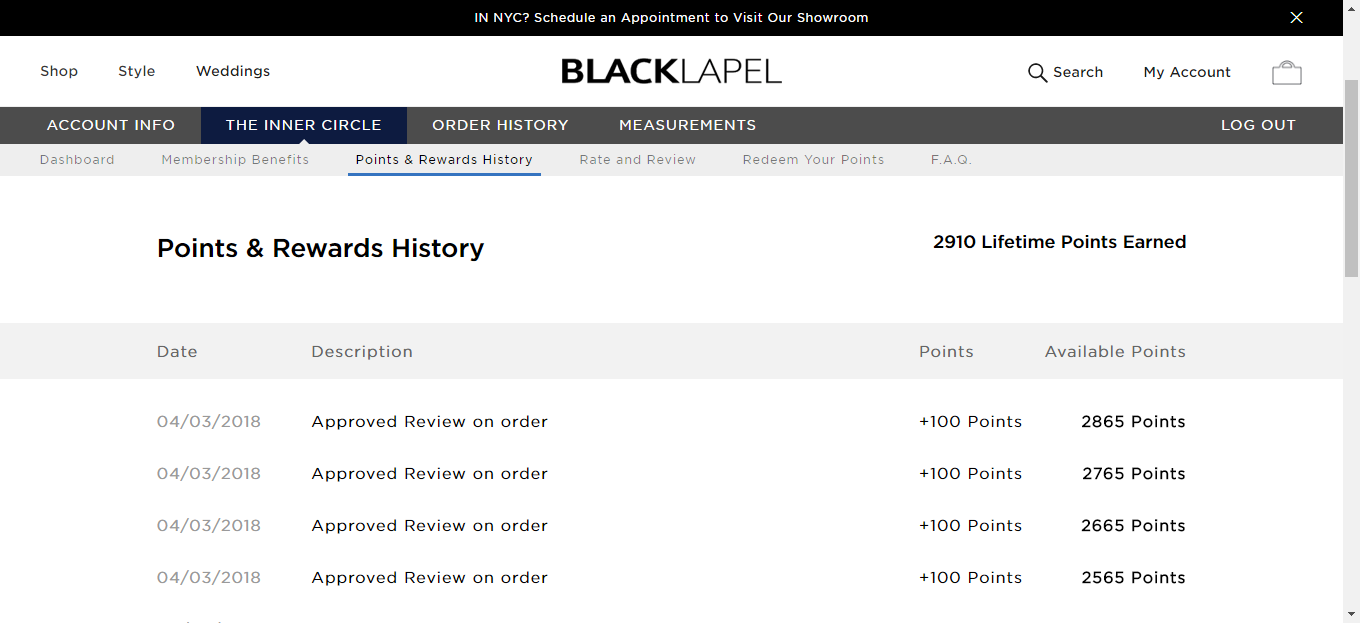 IN NYC? Schedule an Appointment to Visit Our Showroom
Shop Style Weddings BLACKLAPEL Search My Account
ACCOUNT INFO THE INNER CIRCLE ORDER HISTORY MEASUREMENTS LOG OUT
Dashboard Membership Benefits Points & Rewards History Rate and Review Redeem Your Points F.A.Q.
Points & Rewards History 2910 Lifetime Points Earned
Date Description Points Available Points
04/03/2018 Approved Review on order +100 Points 2865 Points
04/03/2018 Approved Review on order +100 Points 2765 Points
04/03/2018 Approved Review on order +100 Points 2665 Points
04/03/2018 Approved Review on order +100 Points 2565 Points